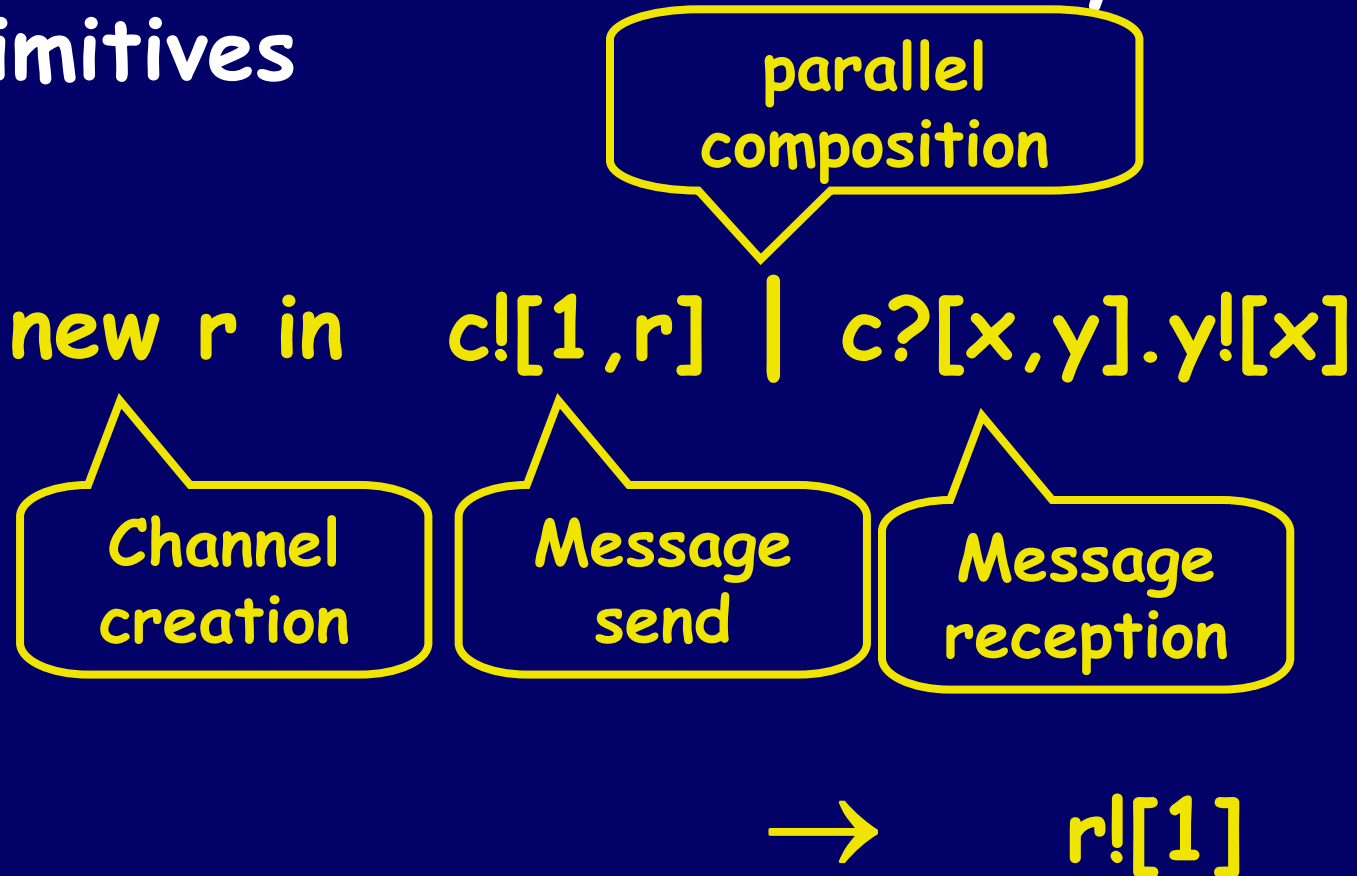 imitives
parallel
composition
new r in c![1,r] | c?[x,y].y![x]
Channel
creation
Message
send
Message
reception
→ r![1]